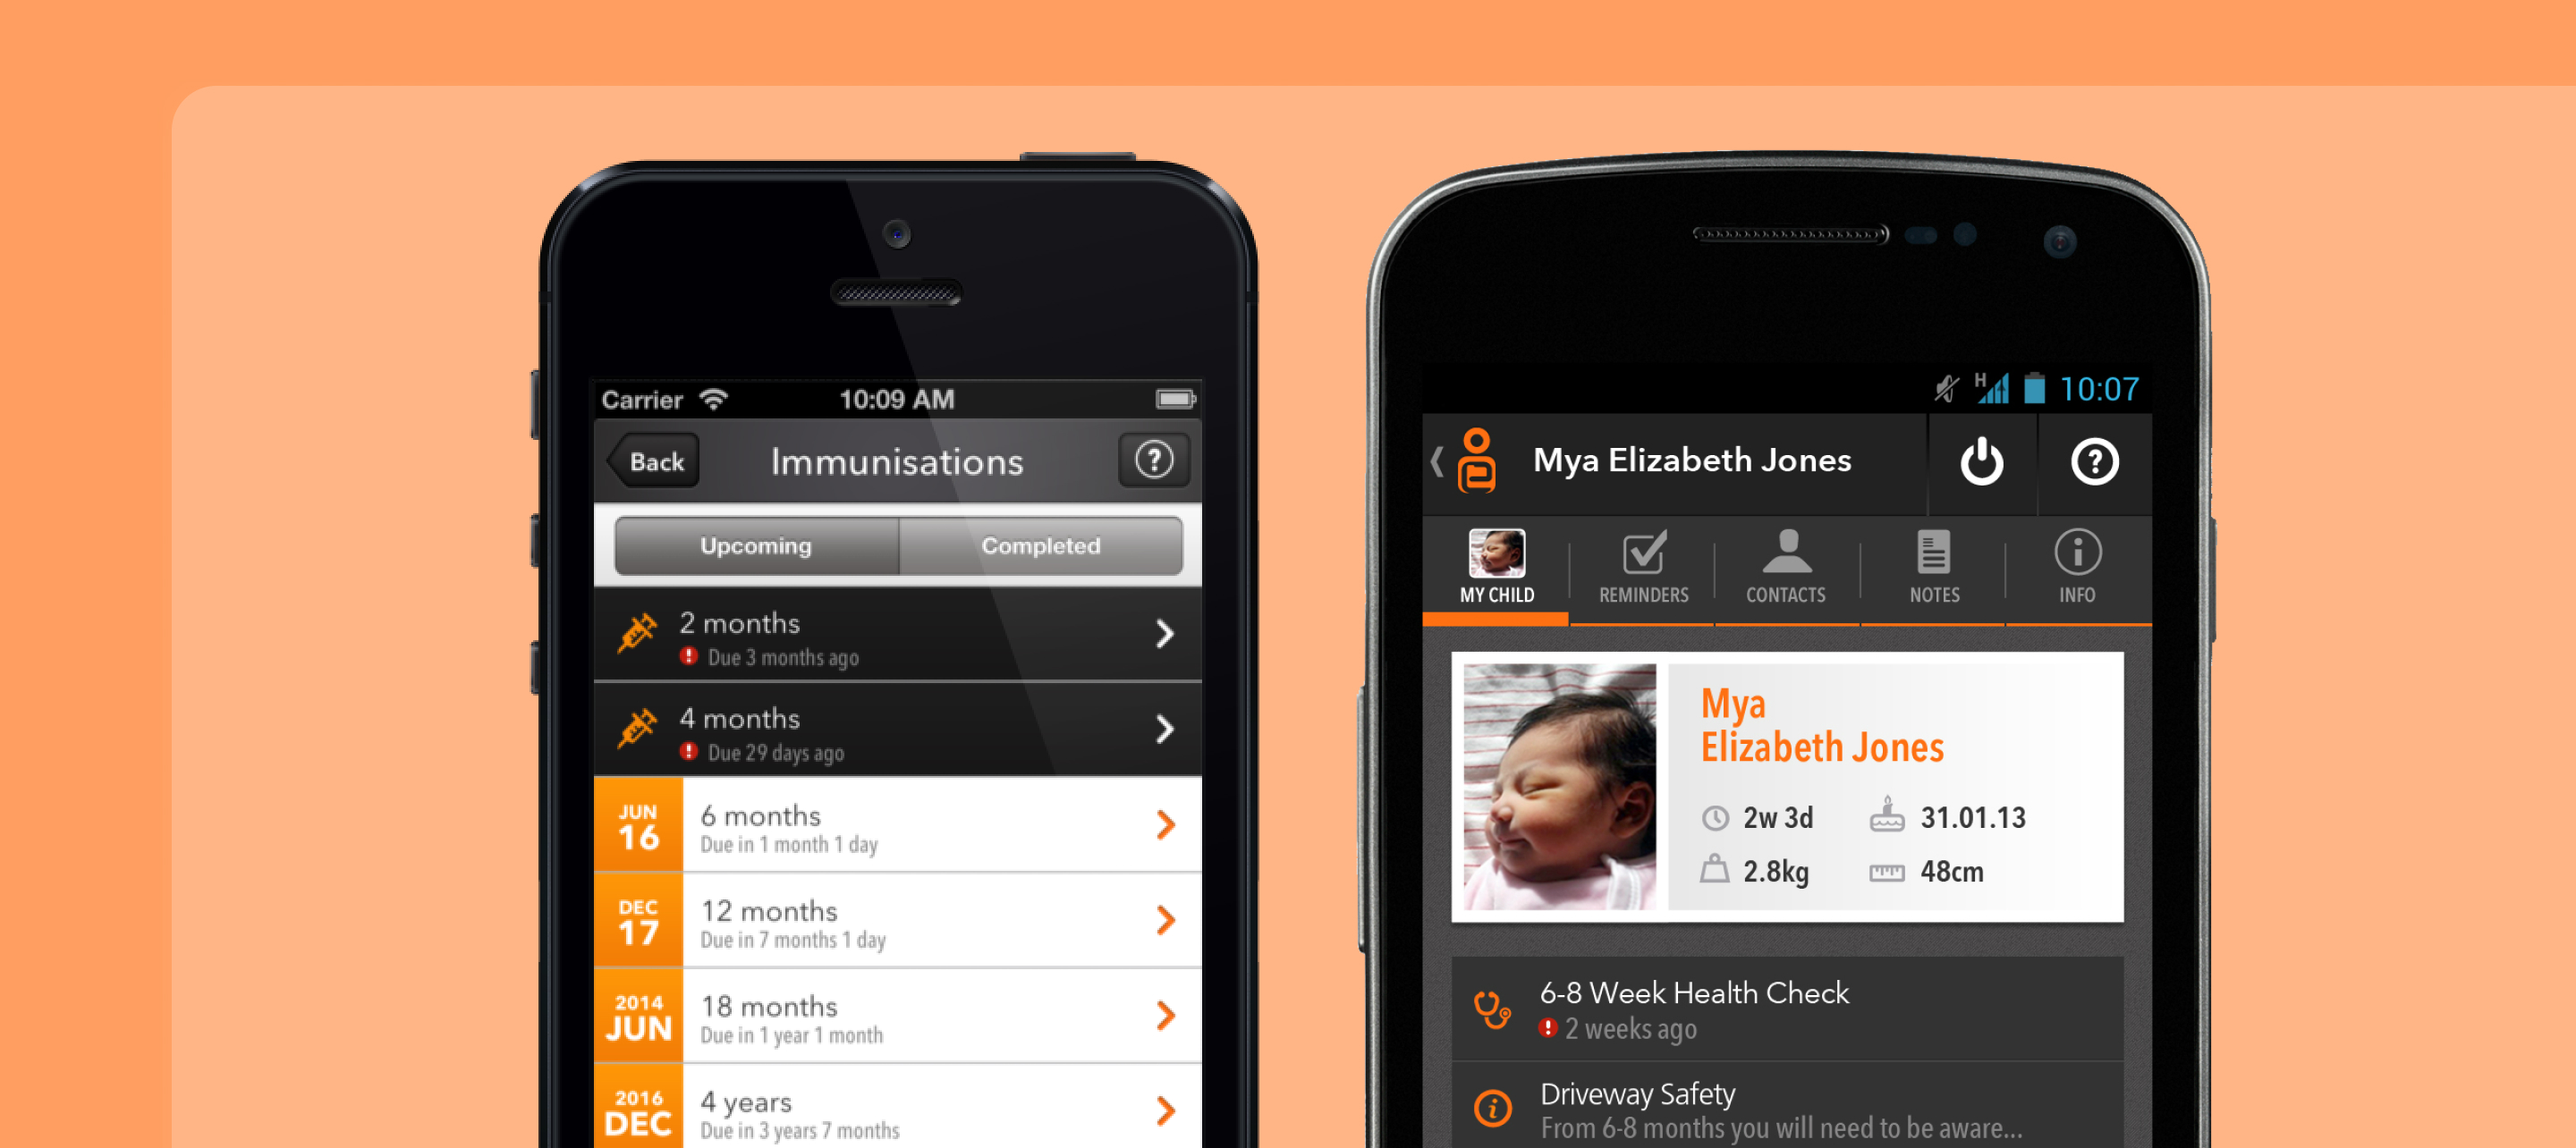 Carrier 10:09 AM
Back Immunisations ?
Upcoming Completed
2 months
! Due 3 months ago
4 months
! Due 29 days ago
JUN
16
6 months
Due in 1 month 1 day
DEC
17
12 months
Due in 7 months 1 day
2014
JUN
18 months
Due in 1 year 1 month
2016
DEC
4 years
Due in 3 years 7 months
H 10:07
Mya Elizabeth Jones ?
MY CHILD REMINDERS CONTACTS NOTES INFO
Mya
Elizabeth Jones
2w 3d 31.01.13
2.8kg 48cm
6-8 Week Health Check
! 2 weeks ago
Driveway Safety
From 6-8 months you will need to be aware...